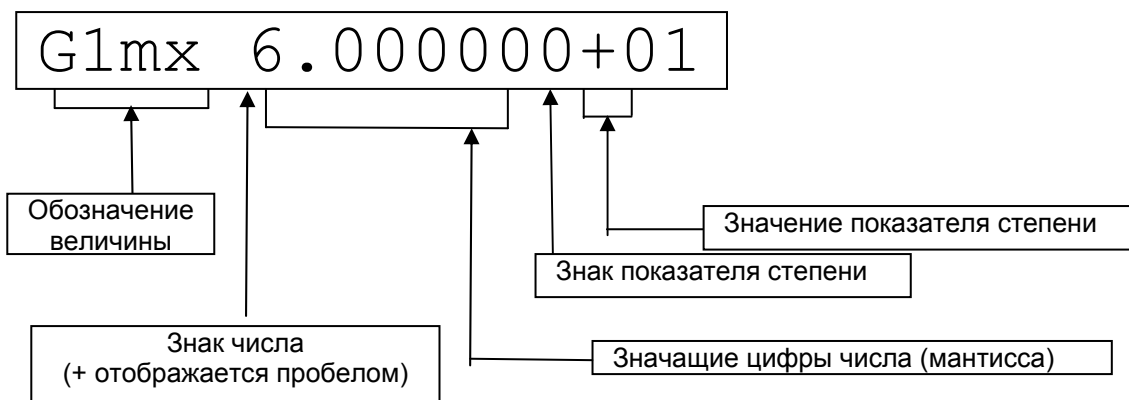 G1mx 6.000000+01
Обозначение
величины
Значение показателя степени
Знак показателя степени
Знак числа
(+ отображается пробелом)
Значащие цифры числа (мантисса)